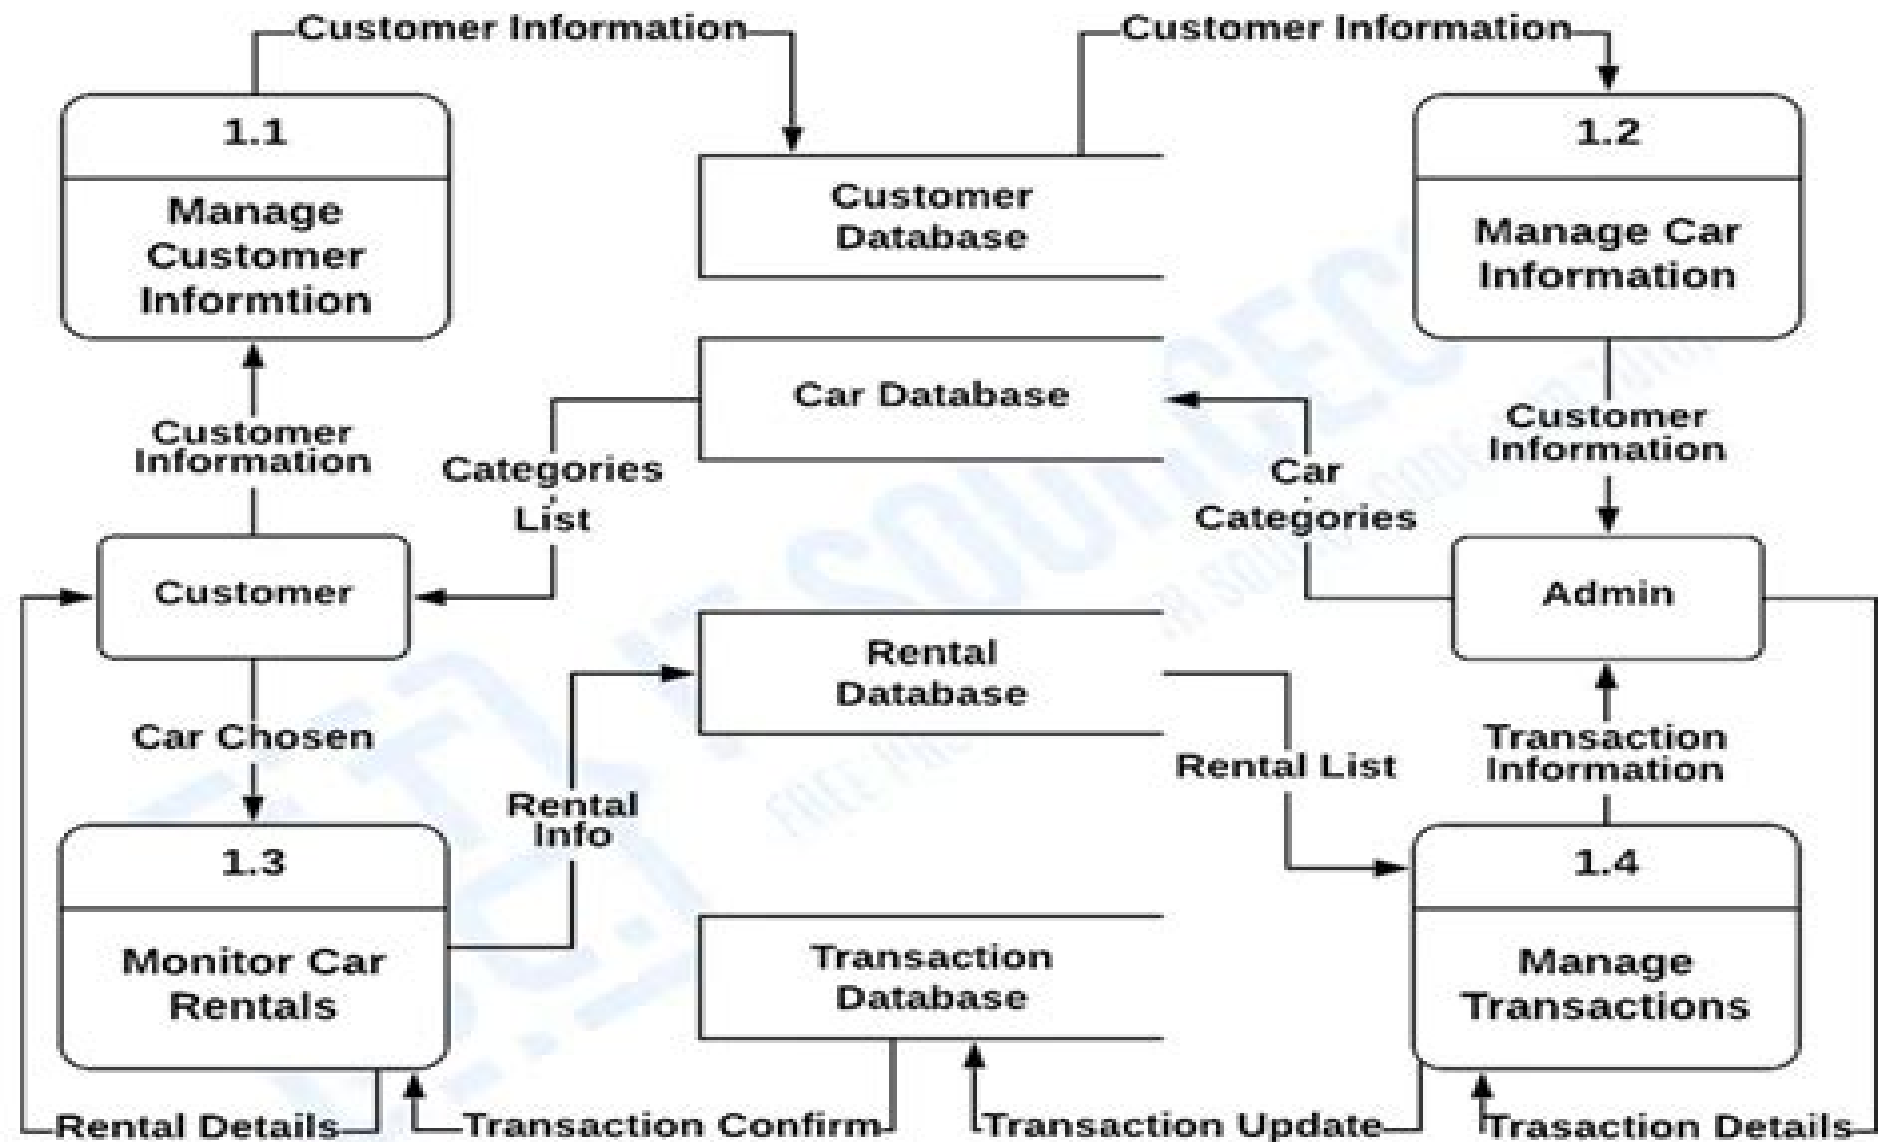 Customer Information
Customer Information
1.1
Manage
Customer
Informtion
Customer
Database
1.2
Manage Car
Information
Car Database
Customer
Information
Categories
List
Car
Categories
Customer
Information
Customer
Admin
Rental
Database
Car Chosen
Rental
Info
Rental List
Transaction
Information
1.3
Monitor Car
Rentals
Transaction
Database
1.4
Manage
Transactions
Rental Details
Transaction Confirm
Transaction Update
Trasaction Details